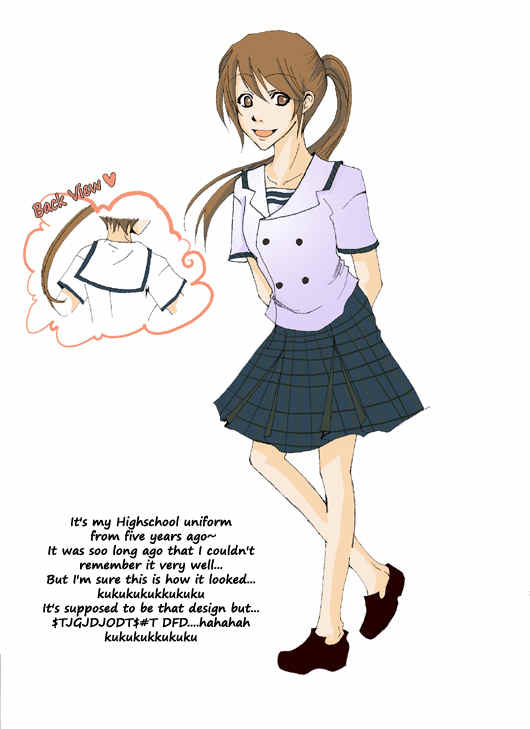 Back View ♥
It's my Highschool uniform
from five years ago~
It was soo long ago that I couldn't
remember it very well...
But I'm sure this is how it looked...
kukukukukkukuku
It's supposed to be that design but...
$TJGJDJODT$#T DFD....hahahah
kukukukkukuku